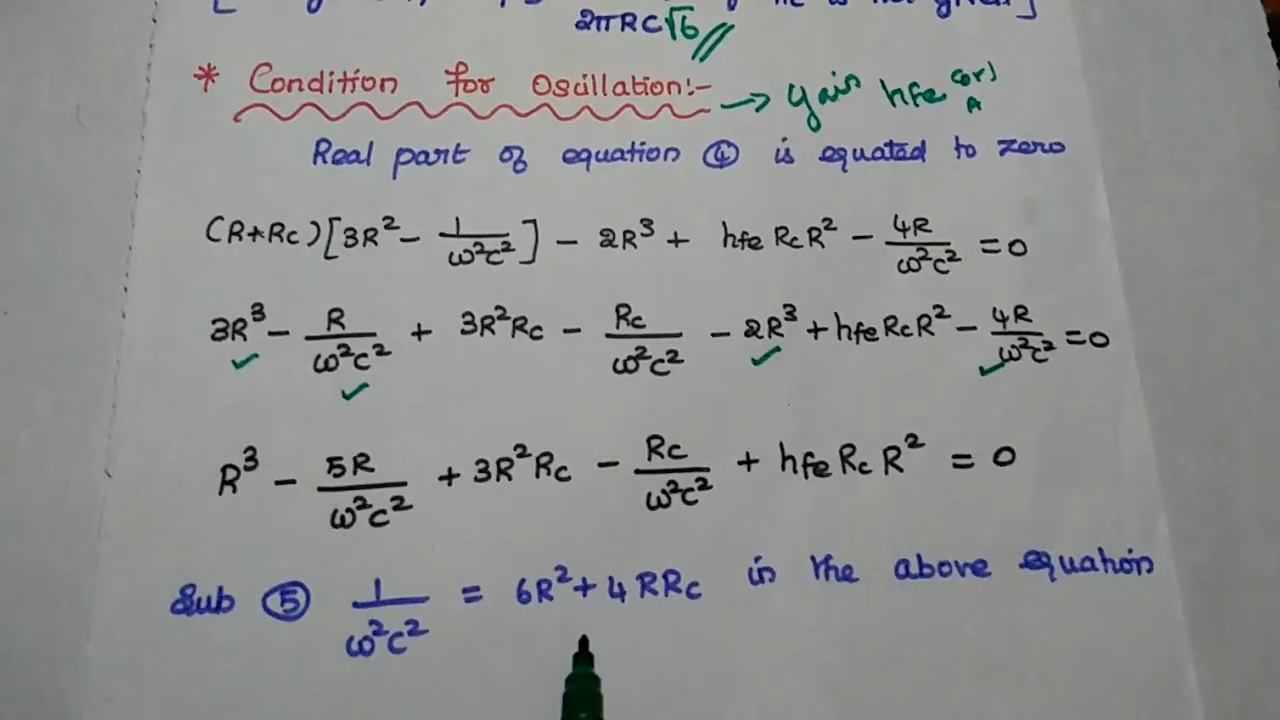 2πRC√6 //
* Condition for Oscillation:- → gain hfe (or) A
Real part of equation ④ is equated to zero
(R+Rc)[3R² - 1/ω²c²] - 2R³ + hfe RcR² - 4R/ω²c² = 0
3R³ - R/ω²c² + 3R²Rc - Rc/ω²c² - 2R³ + hfe RcR² - 4R/ω²c² = 0
R³ - 5R/ω²c² + 3R²Rc - Rc/ω²c² + hfe Rc R² = 0
Sub ⑤ 1/ω²c² = 6R² + 4RRc in the above equation